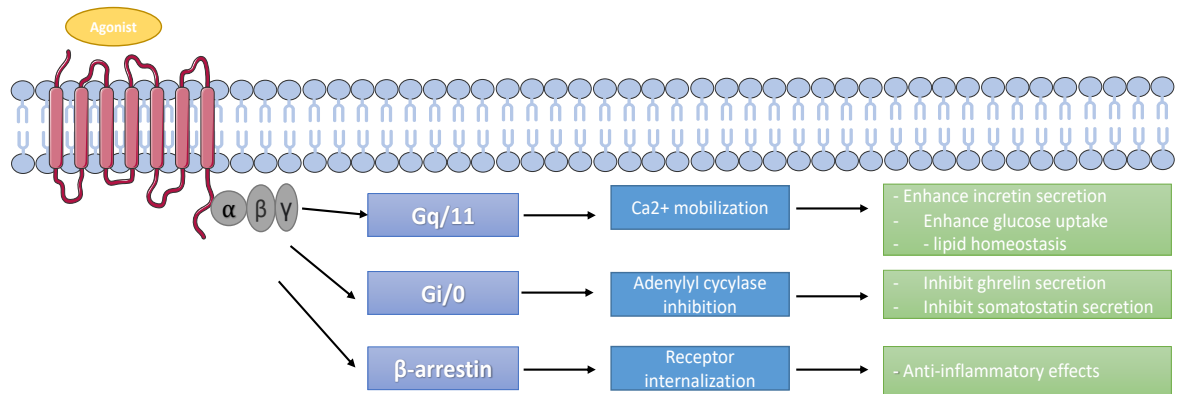 Agonist
α β γ
Gq/11
Ca2+ mobilization
- Enhance incretin secretion
- Enhance glucose uptake
- - lipid homeostasis
Gi/0
Adenylyl cycylase
inhibition
- Inhibit ghrelin secretion
- Inhibit somatostatin secretion
β-arrestin
Receptor
internalization
- Anti-inflammatory effects